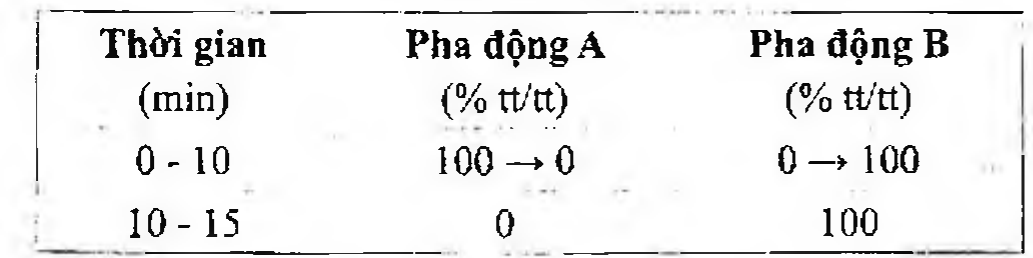 Thời gian Pha động A Pha động B
(min) (% tt/tt) (% tt/tt)
0 - 10 100 → 0 0 → 100
10 - 15 0 100